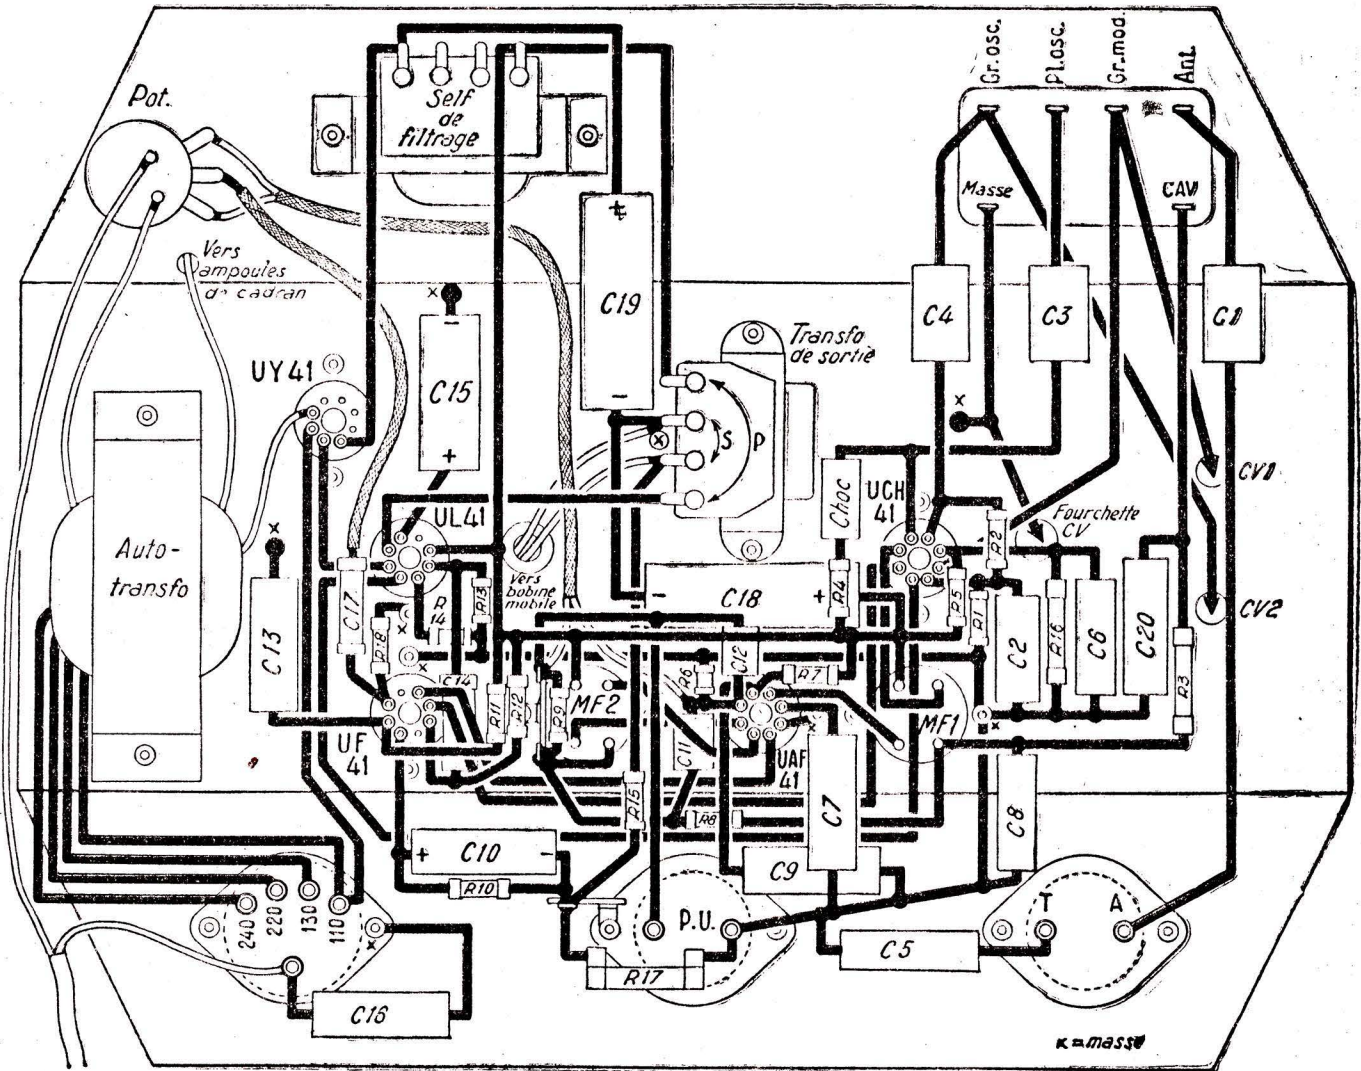 Pot.
Self
de
filtrage
Gr.osc.
Pl.osc.
Gr.mod.
Ant.
Masse
CAV
Vers
ampoules
de cadran
C19
C4
C3
C1
Transfo
de sortie
UY41
C15
S
P
CV1
Choc
UCH
41
UL41
Fourchette
CV
R2
Auto-
transfo
Vers
bobine
mobile
C17
R13
R
14
C18
R4
R5
R1
C2
R16
C6
C20
CV2
C13
R18
C12
R6
R7
R3
C14
R11
R12
R9
MF2
MF1
C11
UF
41
UAF
41
C7
R15
R8
C8
C10
R10
C9
240
220
130
110
P.U.
T
A
C5
R17
C16
x = masse